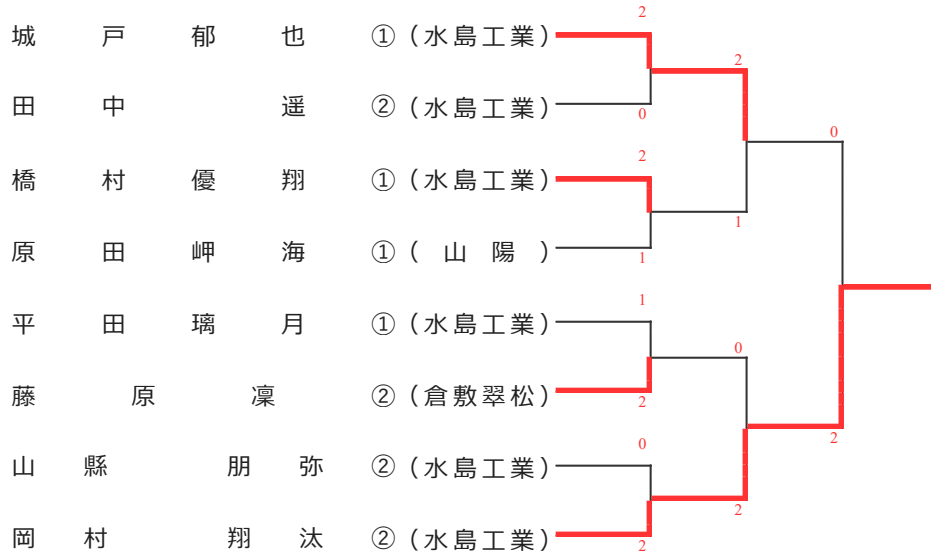 2
城戸郁也 ①(水島工業)
2
田中遥 ②(水島工業)
0
0
2
橋村優翔 ①(水島工業)
1
原田岬海 ①(山陽)
1
1
平田璃月 ①(水島工業)
0
藤原凜 ②(倉敷翠松)
2
2
0
山縣朋弥 ②(水島工業)
2
岡村翔汰 ②(水島工業)
2